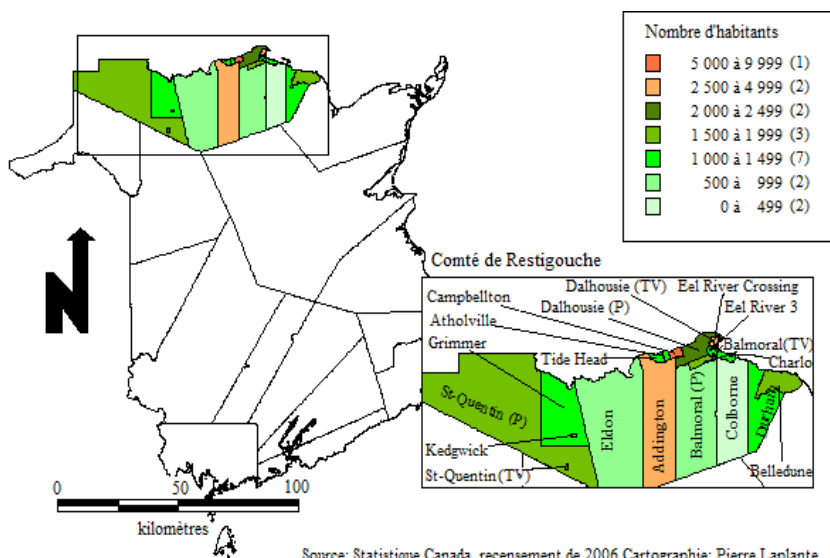 Nombre d'habitants
5 000 à 9 999 (1)
2 500 à 4 999 (2)
2 000 à 2 499 (2)
1 500 à 1 999 (3)
1 000 à 1 499 (7)
500 à 999 (2)
0 à 499 (2)
N
Comté de Restigouche
Dalhousie (TV)
Eel River Crossing
Campbellton
Dalhousie (P)
Eel River 3
Atholville
Grimmer
Balmoral(TV)
Tide Head
Charlo
St-Quentin (P)
Eldon
Addington
Balmoral (P)
Colborne
Durham
Kedgwick
St-Quentin (TV)
Belledune
0 50 100
kilomètres
Source: Statistique Canada, recensement de 2006 Cartographie: Pierre Laplante